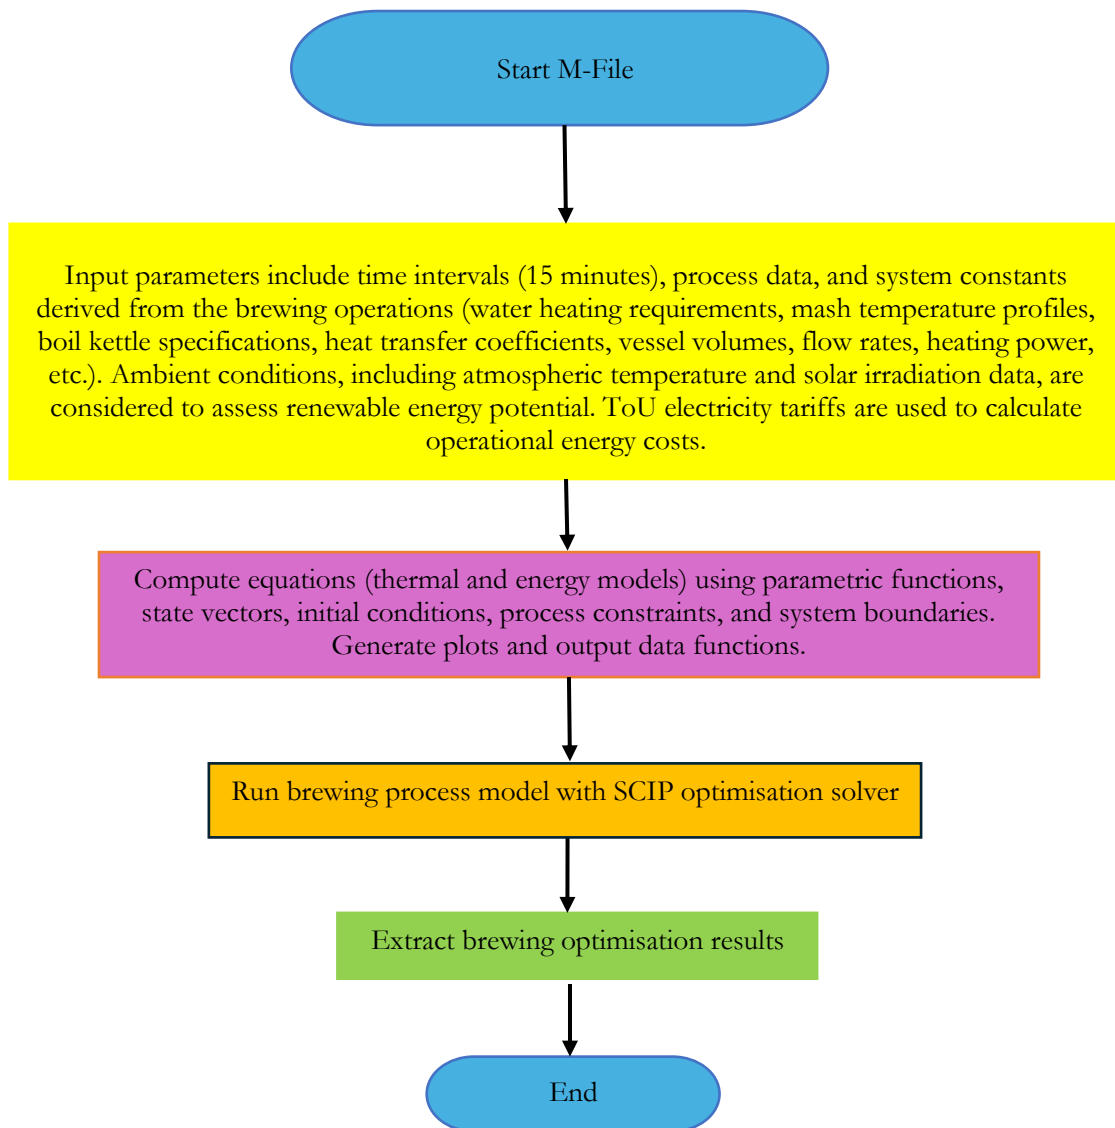 Start M-File
Input parameters include time intervals (15 minutes), process data, and system constants
derived from the brewing operations (water heating requirements, mash temperature profiles,
boil kettle specifications, heat transfer coefficients, vessel volumes, flow rates, heating power,
etc.). Ambient conditions, including atmospheric temperature and solar irradiation data, are
considered to assess renewable energy potential. ToU electricity tariffs are used to calculate
operational energy costs.
Compute equations (thermal and energy models) using parametric functions,
state vectors, initial conditions, process constraints, and system boundaries.
Generate plots and output data functions.
Run brewing process model with SCIP optimisation solver
Extract brewing optimisation results
End